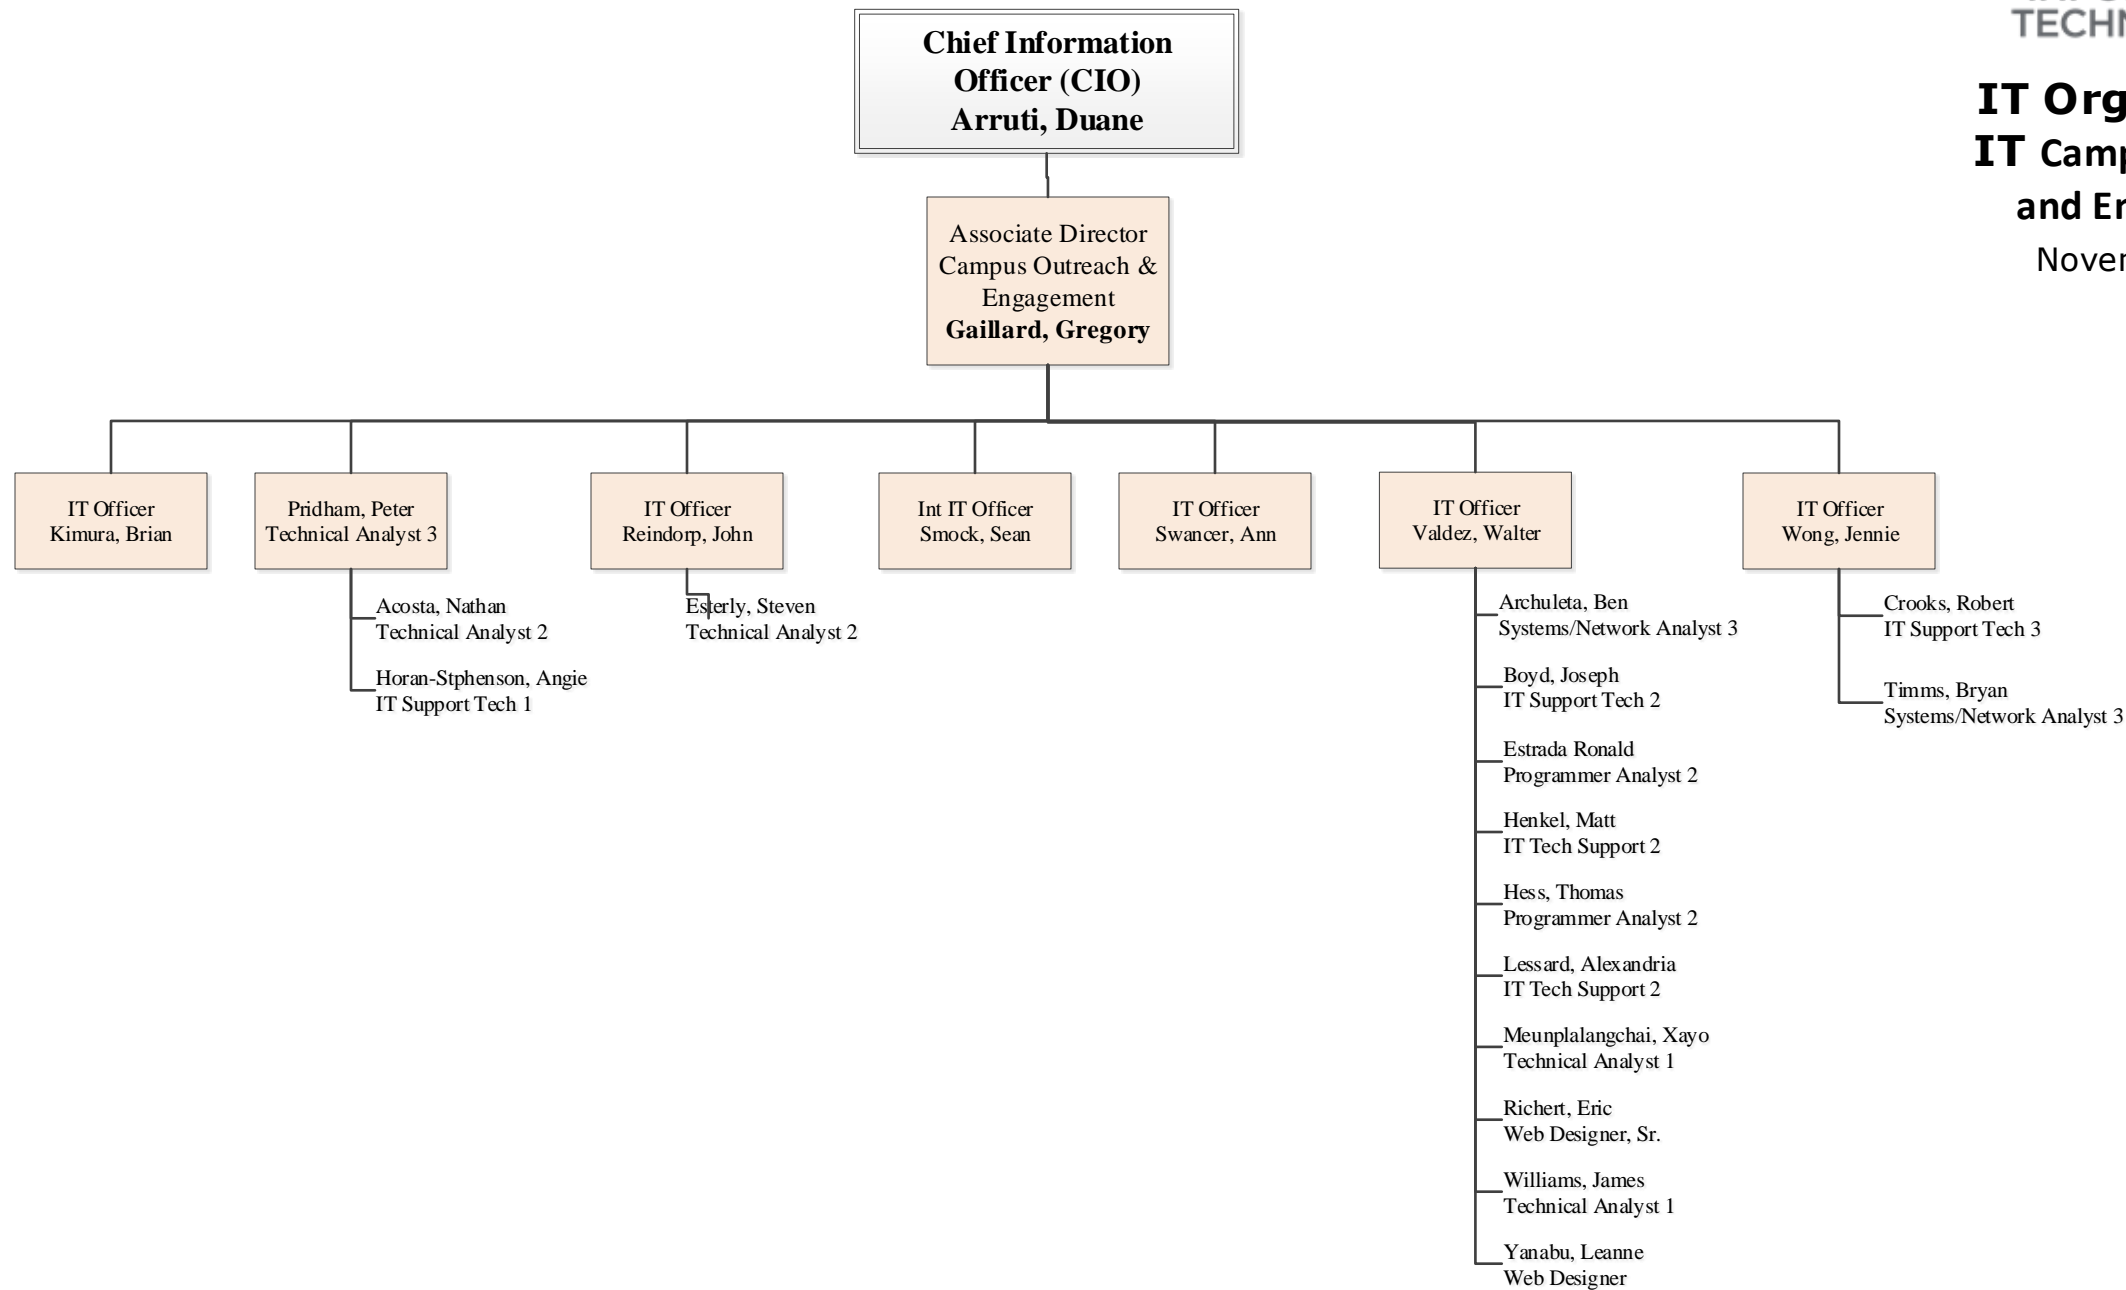 Chief Information
Officer (CIO)
Arruti, Duane
IT
IT
and
Associate Director
Campus Outreach &
Engagement
Gaillard, Gregory
IT Officer
Kimura, Brian
Pridham, Peter
Technical Analyst 3
Acosta, Nathan
Technical Analyst 2
Horan-Stphenson, Angie
IT Support Tech 1
IT Officer
Reindorp, John
Esterly, Steven
Technical Analyst 2
Int IT Officer
Smock, Sean
IT Officer
Swancer, Ann
IT Officer
Valdez, Walter
Archuleta, Ben
Systems/Network Analyst 3
Boyd, Joseph
IT Support Tech 2
Estrada Ronald
Programmer Analyst 2
Henkel, Matt
IT Tech Support 2
Hess, Thomas
Programmer Analyst 2
Lessard, Alexandria
IT Tech Support 2
Meunplalangchai, Xayo
Technical Analyst 1
Richert, Eric
Web Designer, Sr.
Williams, James
Technical Analyst 1
Yanabu, Leanne
Web Designer
IT Officer
Wong, Jennie
Crooks, Robert
IT Support Tech 3
Timms, Bryan
Systems/Network Analyst 3